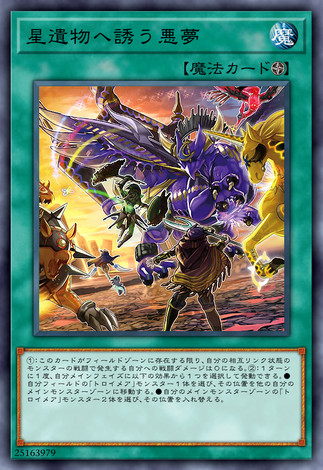 星遺物へ誘う悪夢
魔
【魔法カード】
①:このカードがフィールドゾーンに存在する限り、自分の相互リンク状態の
モンスターの戦闘で発生する自分への戦闘ダメージは0になる。②:1ターン
に1度、自分メインフェイズに以下の効果から1つを選択して発動できる。●
自分フィールドの「トロイメア」モンスター1体を選び、その位置を他の自分の
メインモンスターゾーンに移動する。●自分のメインモンスターゾーンの「ト
ロイメア」モンスター2体を選び、その位置を入れ替える。
25163979